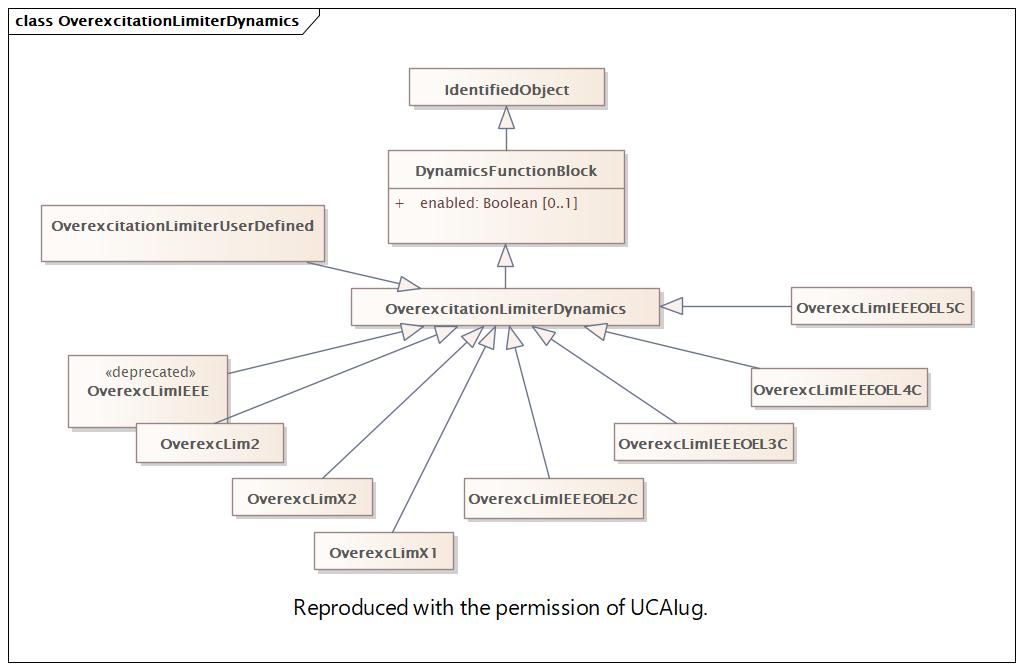 class OverexcitationLimiterDynamics
IdentifiedObject
DynamicsFunctionBlock
+ enabled: Boolean [0..1]
OverexcitationLimiterUserDefined
OverexcitationLimiterDynamics
OverexcLimIEEEOEL5C
«deprecated»
OverexcLimIEEE
OverexcLimIEEEOEL4C
OverexcLim2
OverexcLimIEEEOEL3C
OverexcLimX2
OverexcLimIEEEOEL2C
OverexcLimX1
Reproduced with the permission of UCAIug.